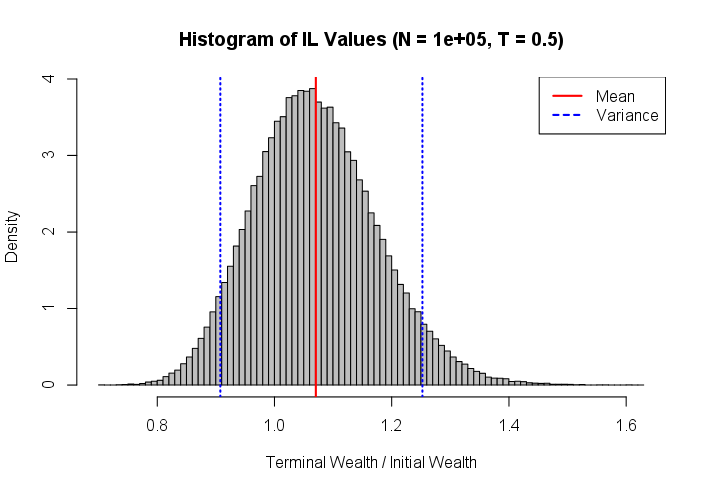 Histogram of IL Values (N = 1e+05, T = 0.5)
Mean
Variance
Density
4
3
2
1
0
0.8 1.0 1.2 1.4 1.6
Terminal Wealth / Initial Wealth